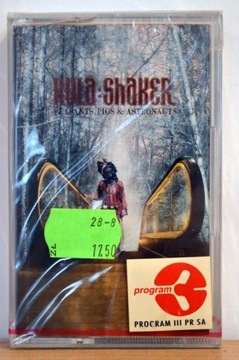 KULA SHAKER
PEASANTS, PIGS & ASTRONAUTS
28-8
ZŁ
17,50
program
PROGRAM III PR SA